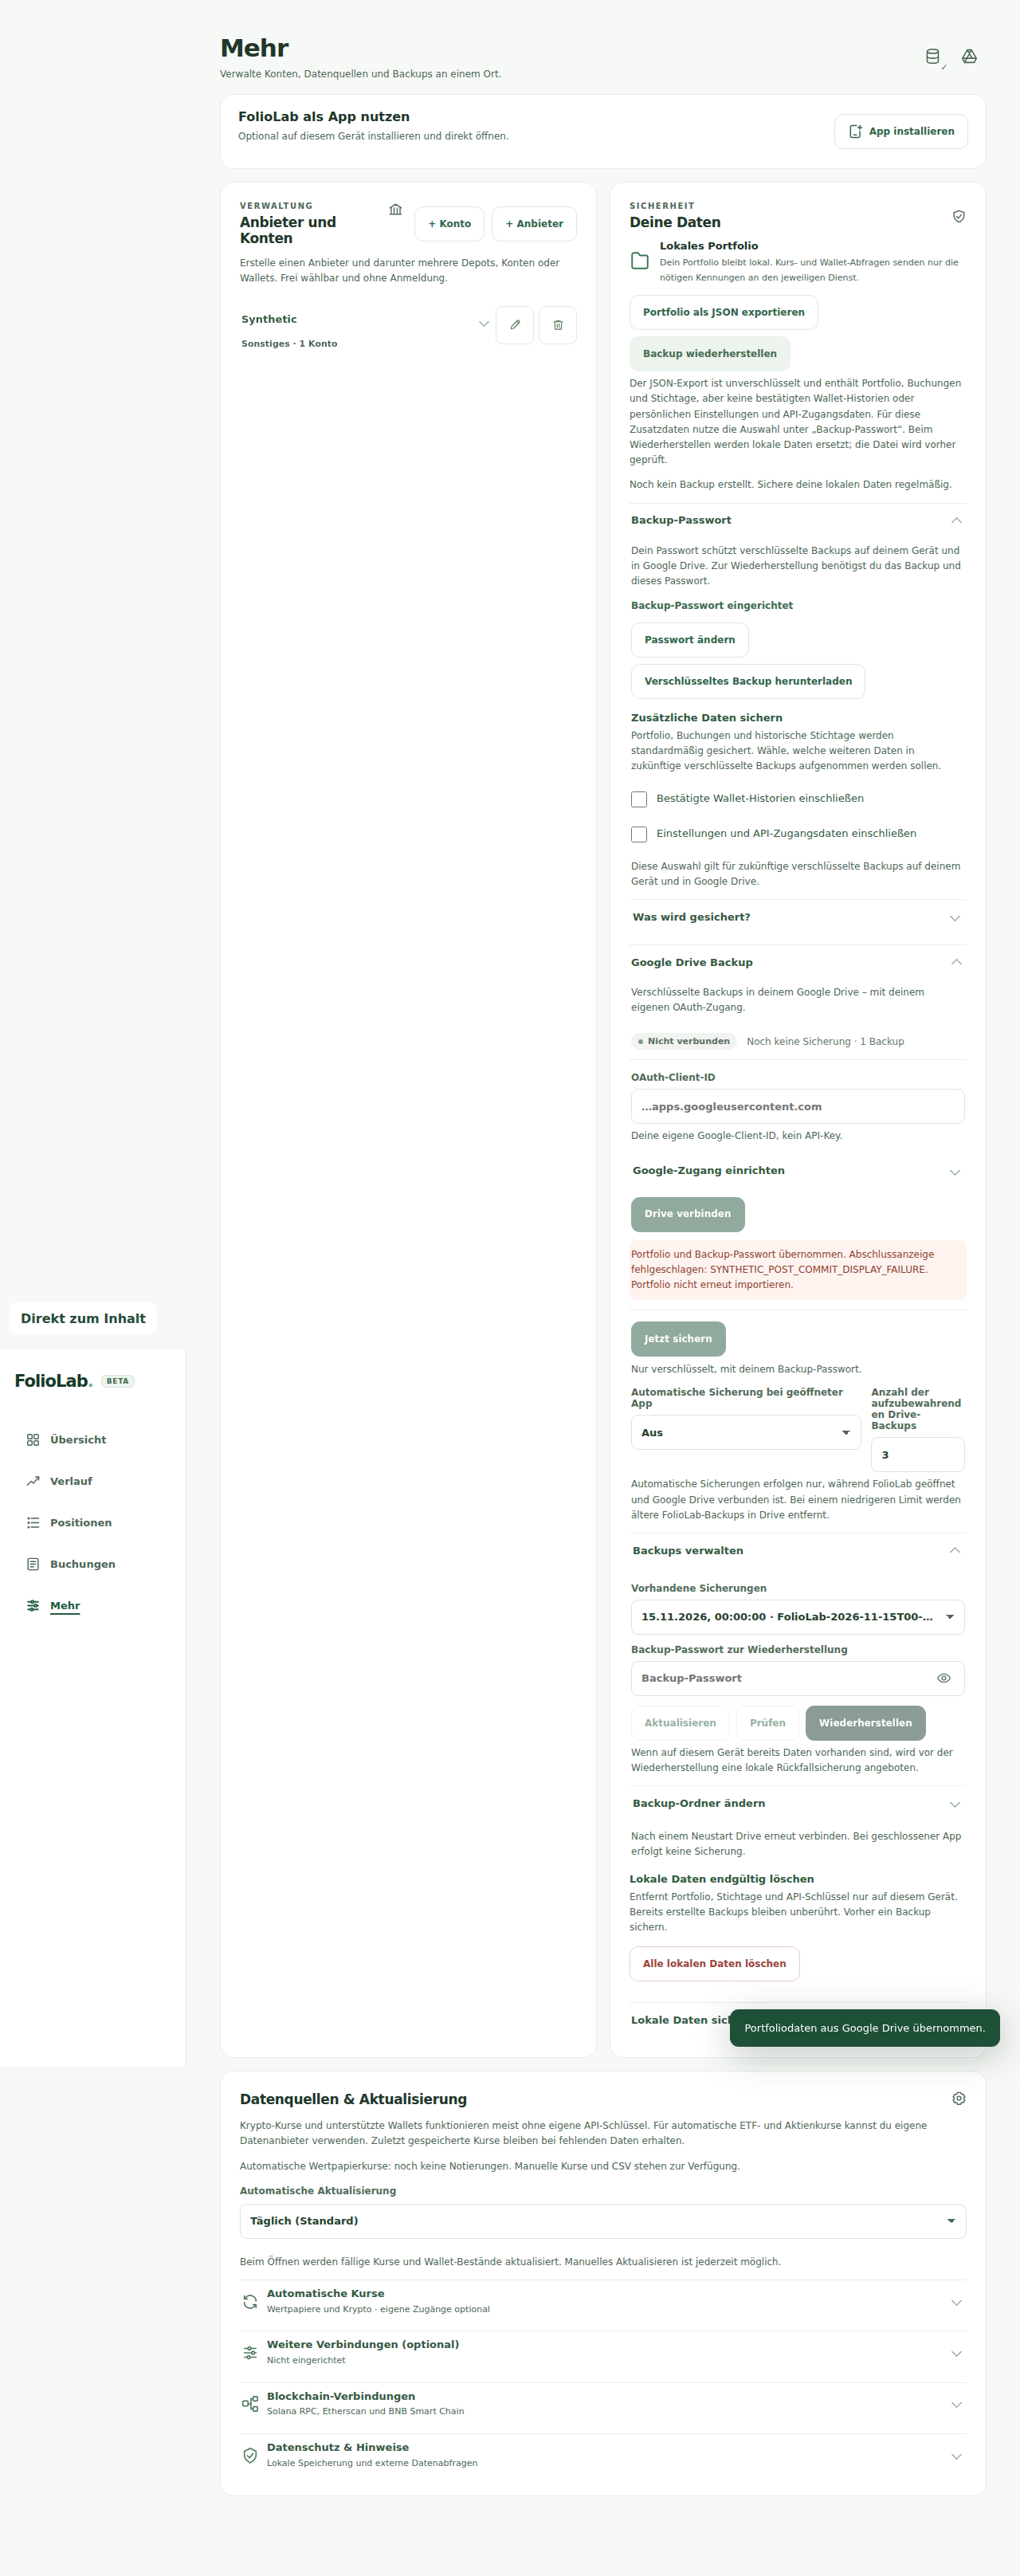 Mehr
Verwalte Konten, Datenquellen und Backups an einem Ort.
FolioLab als App nutzen
Optional auf diesem Gerät installieren und direkt öffnen.
App installieren
VERWALTUNG
Anbieter und
Konten
+ Konto
+ Anbieter
Erstelle einen Anbieter und darunter mehrere Depots, Konten oder
Wallets. Frei wählbar und ohne Anmeldung.
Synthetic
Sonstiges · 1 Konto
SICHERHEIT
Deine Daten
Lokales Portfolio
Dein Portfolio bleibt lokal. Kurs- und Wallet-Abfragen senden nur die
nötigen Kennungen an den jeweiligen Dienst.
Portfolio als JSON exportieren
Backup wiederherstellen
Der JSON-Export ist unverschlüsselt und enthält Portfolio, Buchungen
und Stichtage, aber keine bestätigten Wallet-Historien oder
persönlichen Einstellungen und API-Zugangsdaten. Für diese
Zusatzdaten nutze die Auswahl unter „Backup-Passwort“. Beim
Wiederherstellen werden lokale Daten ersetzt; die Datei wird vorher
geprüft.
Noch kein Backup erstellt. Sichere deine lokalen Daten regelmäßig.
Backup-Passwort
Dein Passwort schützt verschlüsselte Backups auf deinem Gerät und
in Google Drive. Zur Wiederherstellung benötigst du das Backup und
dieses Passwort.
Backup-Passwort eingerichtet
Passwort ändern
Verschlüsseltes Backup herunterladen
Zusätzliche Daten sichern
Portfolio, Buchungen und historische Stichtage werden
standardmäßig gesichert. Wähle, welche weiteren Daten in
zukünftige verschlüsselte Backups aufgenommen werden sollen.
Bestätigte Wallet-Historien einschließen
Einstellungen und API-Zugangsdaten einschließen
Diese Auswahl gilt für zukünftige verschlüsselte Backups auf deinem
Gerät und in Google Drive.
Was wird gesichert?
Google Drive Backup
Verschlüsselte Backups in deinem Google Drive – mit deinem
eigenen OAuth-Zugang.
Nicht verbunden
Noch keine Sicherung · 1 Backup
OAuth-Client-ID
…apps.googleusercontent.com
Deine eigene Google-Client-ID, kein API-Key.
Google-Zugang einrichten
Drive verbinden
Portfolio und Backup-Passwort übernommen. Abschlussanzeige
fehlgeschlagen: SYNTHETIC_POST_COMMIT_DISPLAY_FAILURE.
Portfolio nicht erneut importieren.
Jetzt sichern
Nur verschlüsselt, mit deinem Backup-Passwort.
Automatische Sicherung bei geöffneter
App
Aus
Anzahl der
aufzubewahrend
en Drive-
Backups
3
Automatische Sicherungen erfolgen nur, während FolioLab geöffnet
und Google Drive verbunden ist. Bei einem niedrigeren Limit werden
ältere FolioLab-Backups in Drive entfernt.
Backups verwalten
Vorhandene Sicherungen
15.11.2026, 00:00:00 · FolioLab-2026-11-15T00-...
Backup-Passwort zur Wiederherstellung
Backup-Passwort
Aktualisieren
Prüfen
Wiederherstellen
Wenn auf diesem Gerät bereits Daten vorhanden sind, wird vor der
Wiederherstellung eine lokale Rückfallsicherung angeboten.
Backup-Ordner ändern
Nach einem Neustart Drive erneut verbinden. Bei geschlossener App
erfolgt keine Sicherung.
Lokale Daten endgültig löschen
Entfernt Portfolio, Stichtage und API-Schlüssel nur auf diesem Gerät.
Bereits erstellte Backups bleiben unberührt. Vorher ein Backup
sichern.
Alle lokalen Daten löschen
Lokale Daten
Portfoliodaten aus Google Drive übernommen.
Direkt zum Inhalt
FolioLab.
BETA
Übersicht
Verlauf
Positionen
Buchungen
Mehr
Datenquellen & Aktualisierung
Krypto-Kurse und unterstützte Wallets funktionieren meist ohne eigene API-Schlüssel. Für automatische ETF- und Aktienkurse kannst du eigene
Datenanbieter verwenden. Zuletzt gespeicherte Kurse bleiben bei fehlenden Daten erhalten.
Automatische Wertpapierkurse: noch keine Notierungen. Manuelle Kurse und CSV stehen zur Verfügung.
Automatische Aktualisierung
Täglich (Standard)
Beim Öffnen werden fällige Kurse und Wallet-Bestände aktualisiert. Manuelles Aktualisieren ist jederzeit möglich.
Automatische Kurse
Wertpapiere und Krypto · eigene Zugänge optional
Weitere Verbindungen (optional)
Nicht eingerichtet
Blockchain-Verbindungen
Solana RPC, Etherscan und BNB Smart Chain
Datenschutz & Hinweise
Lokale Speicherung und externe Datenabfragen